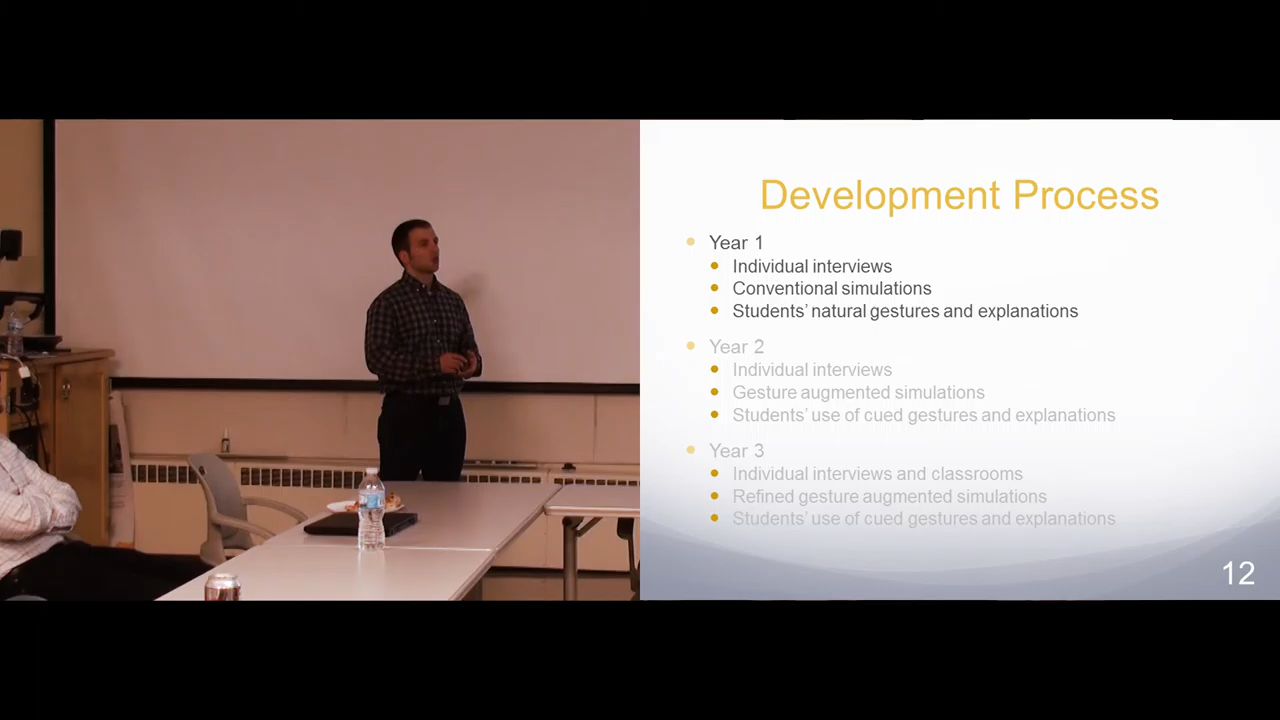 Development Process
Year 1
Individual interviews
Conventional simulations
Students' natural gestures and explanations
Year 2
Individual interviews
Gesture augmented simulations
Students' use of cued gestures and explanations
Year 3
Individual interviews and classrooms
Refined gesture augmented simulations
Students' use of cued gestures and explanations
12